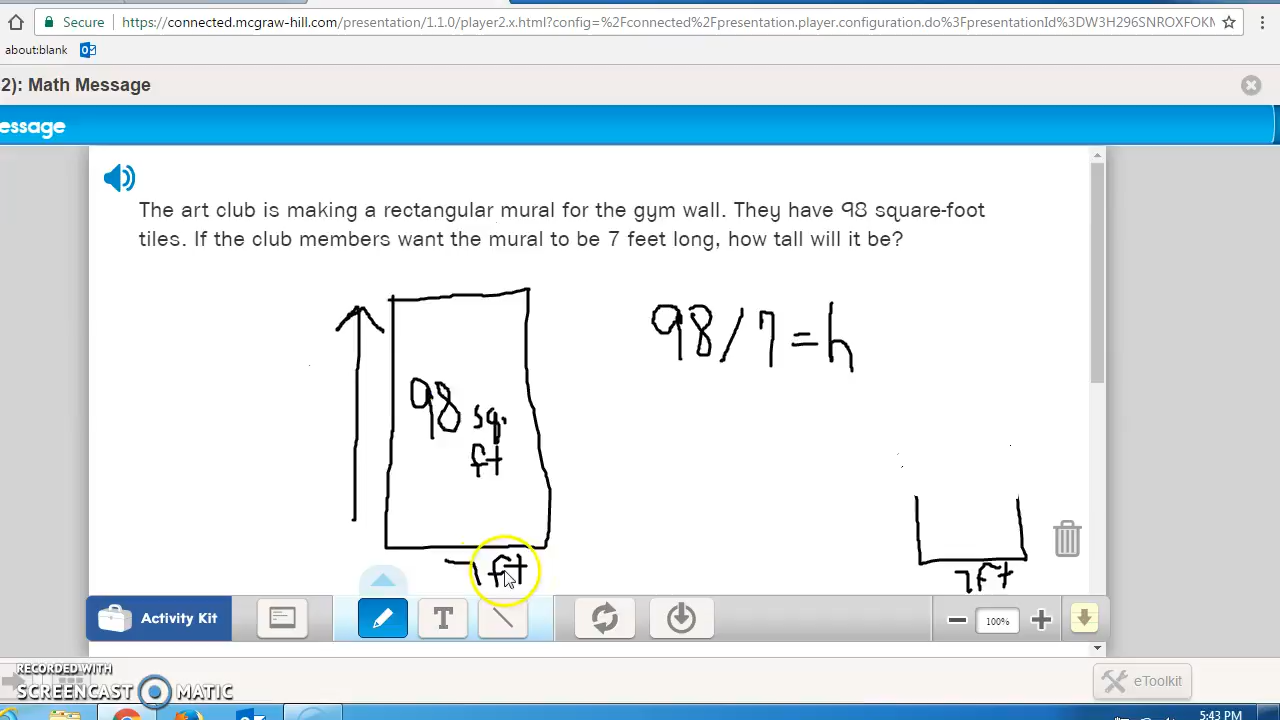 Secure
https://connected.mcgraw-hill.com/presentation/1.1.0/player2.x.html?config=%2Fconnected%2Fpresentation.player.configuration.do%3FpresentationId%3DW3H296SNROXFOKM
about:blank
2): Math Message
essage
The art club is making a rectangular mural for the gym wall. They have 98 square-foot
tiles. If the club members want the mural to be 7 feet long, how tall will it be?
98/7=h
98 sq.
ft
7 ft
7ft
Activity Kit
T
100%
RECORDED WITH
SCREENCAST MATIC
eToolkit
5:43 PM